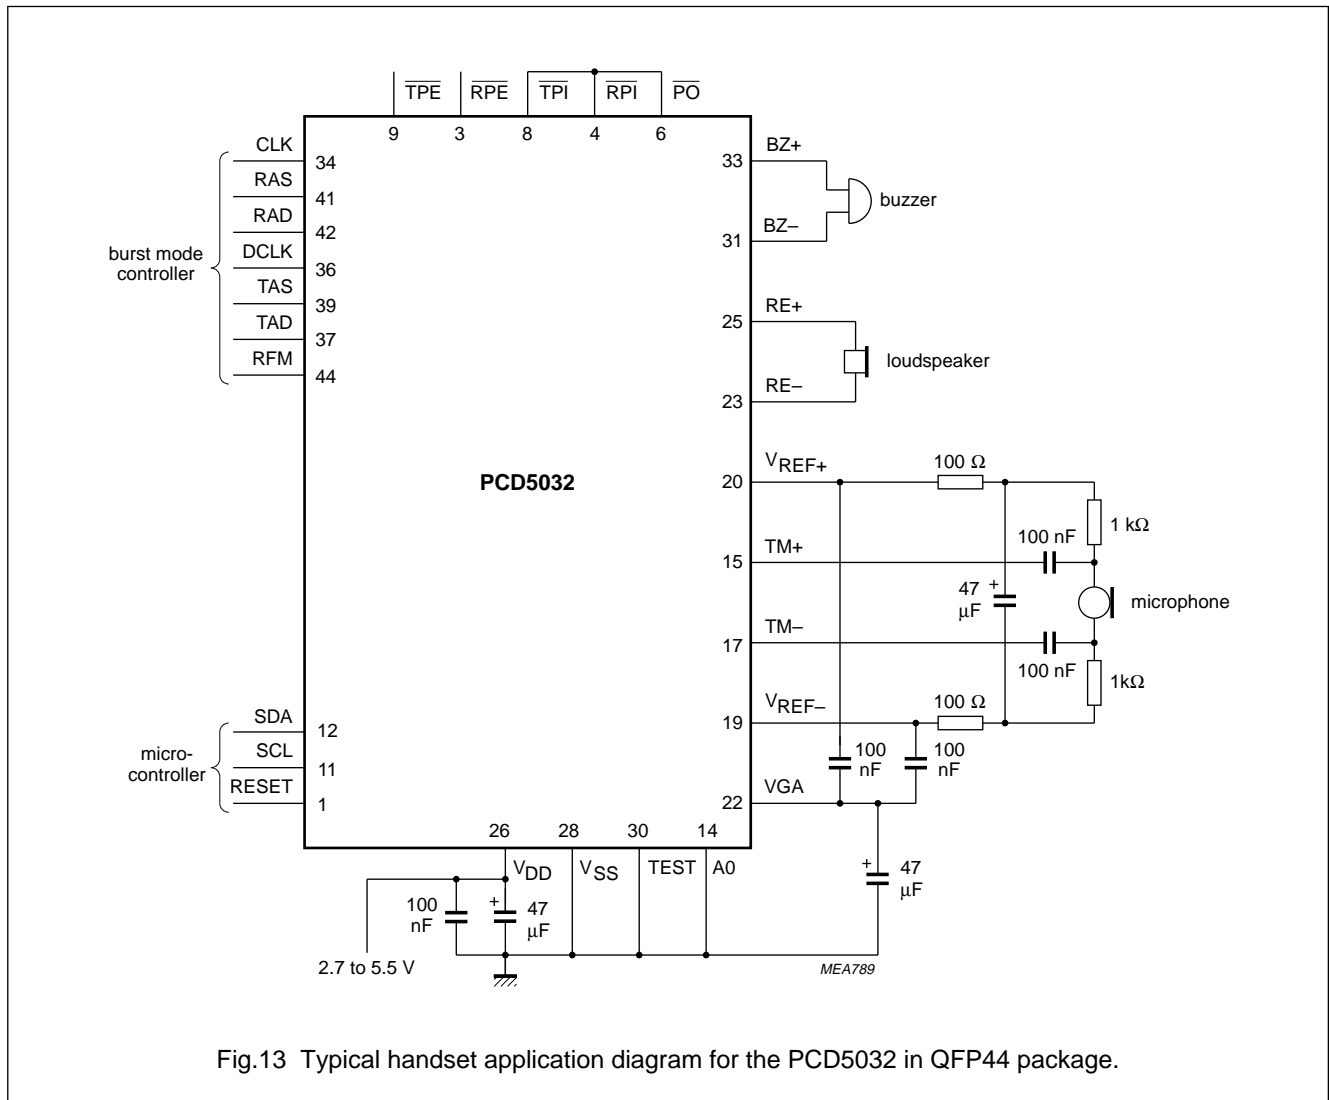 TPE RPE TPI RPI PO
9 3 8 4 6
CLK 34
RAS 41
RAD 42
DCLK 36
TAS 39
TAD 37
RFM 44
burst mode
controller
SDA 12
SCL 11
RESET 1
micro-
controller
PCD5032
33 BZ+
31 BZ–
buzzer
25 RE+
23 RE–
loudspeaker
20 VREF+
100 Ω
1 kΩ
15 TM+
100 nF
47
µF
+
microphone
17 TM–
100 nF
1kΩ
19 VREF–
100 Ω
100
nF
100
nF
22 VGA
26 28 30 14
VDD VSS TEST A0
100
nF
+ 47
µF
+ 47
µF
2.7 to 5.5 V
MEA789
Fig.13 Typical handset application diagram for the PCD5032 in QFP44 package.